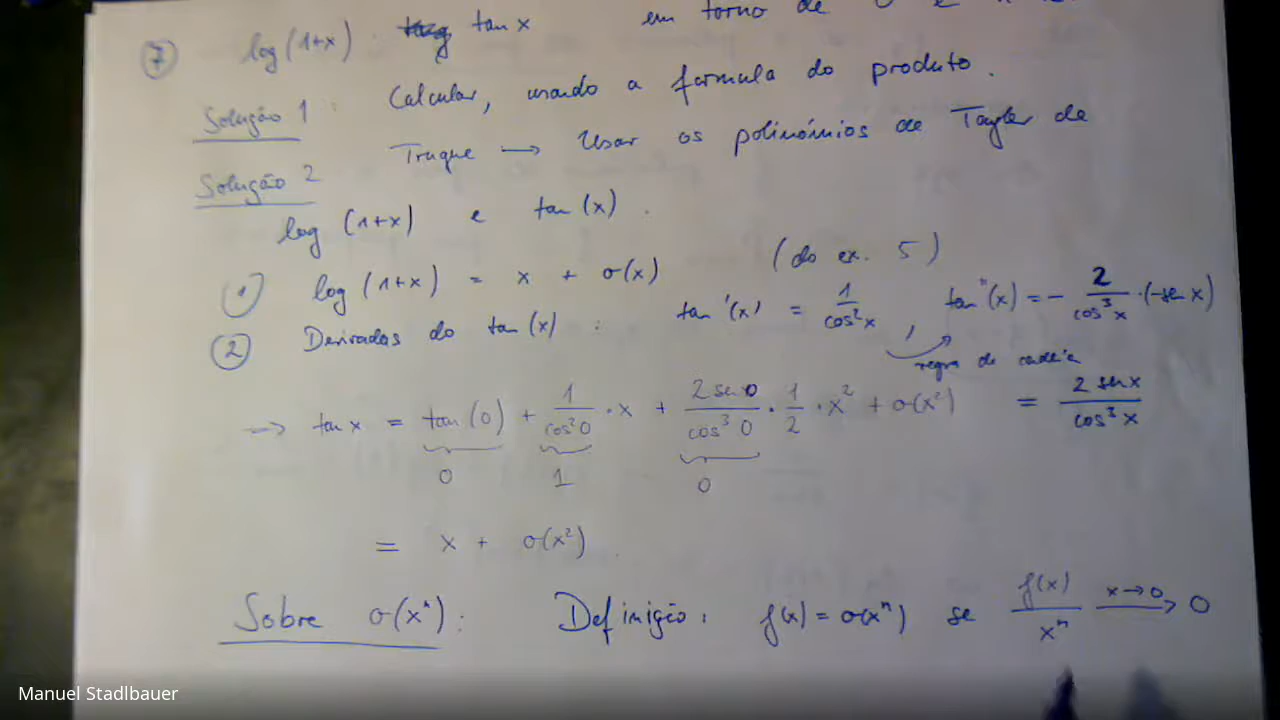 ⑦ log(1+x) · tan x em torno de
Solução 1: Calcular, usando a formula do produto.
Solução 2 Truque → Usar os polinómios de Taylor de
log (1+x) e tan (x).
① log (1+x) = x + o(x) (do ex. 5)
② Derivadas do tan(x): tan'(x) = 1/cos²x , tan''(x) = - 2/cos³x · (-sen x)
regra de cadeia
→ tan x = tan(0) + 1/cos²0 · x + 2 sen 0/cos³ 0 · 1/2 · x² + o(x²) = 2 sen x/cos³ x
0 1 0
= x + o(x²).
Sobre o(xⁿ): Definição: f(x) = o(xⁿ) se f(x)/xⁿ x→0 → 0
Manuel Stadlbauer